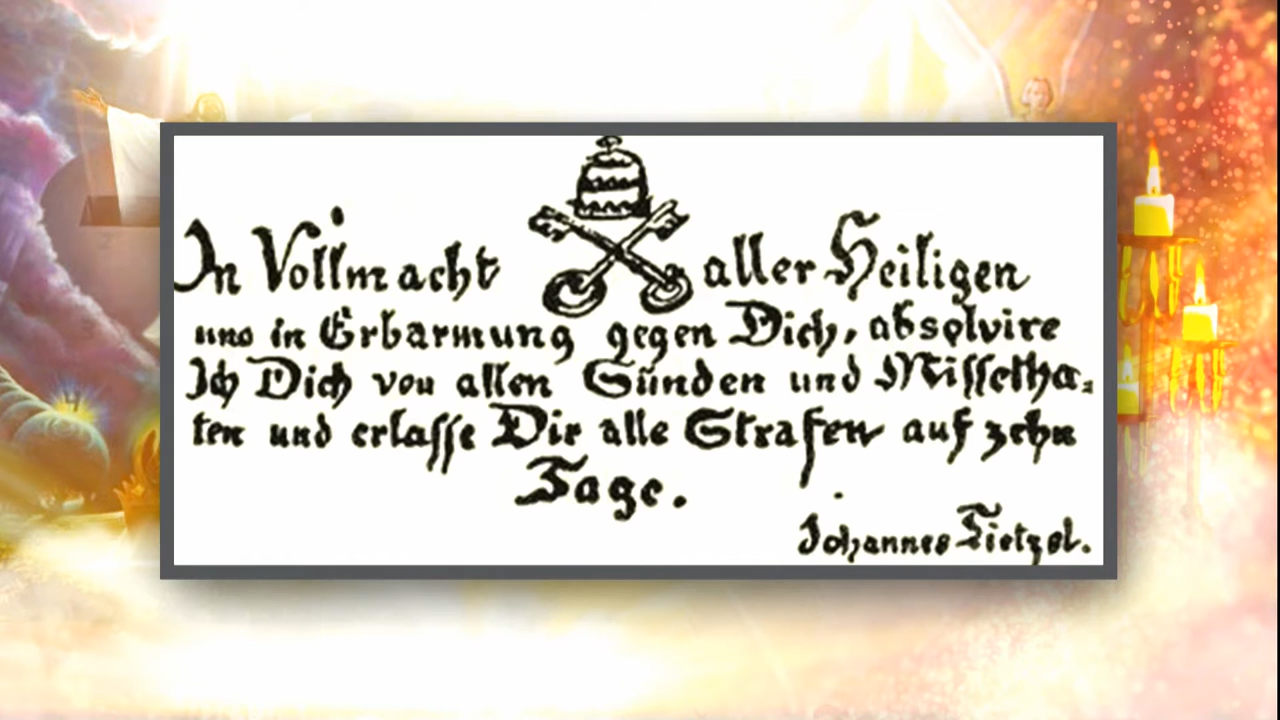 In Vollmacht aller Heiligen
und in Erbarmung gegen Dich, absolvire
Ich Dich von allen Sünden und Missetha=
ten und erlasse Dir alle Strafen auf zehn
Tage.
Johannes Tietzel.